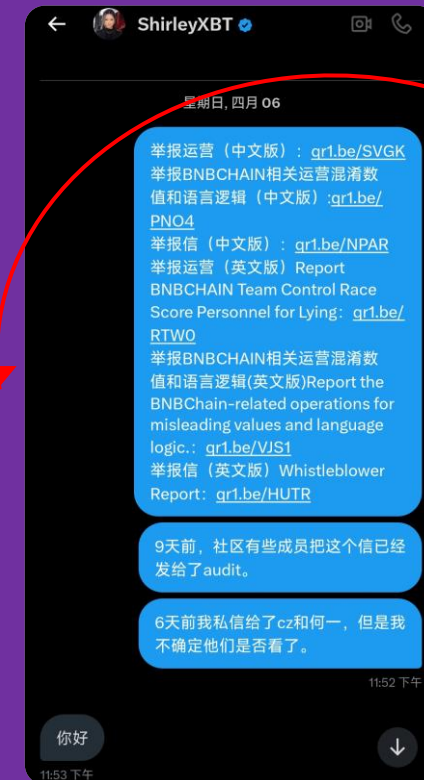 ShirleyXBT
星期日, 四月 06
举报运营（中文版）: qr1.be/SVGK
举报BNBCHAIN相关运营混淆数
值和语言逻辑（中文版）:qr1.be/
PNO4
举报信（中文版）: qr1.be/NPAR
举报运营（英文版）Report
BNBCHAIN Team Control Race
Score Personnel for Lying: qr1.be/
RTW0
举报BNBCHAIN相关运营混淆数
值和语言逻辑(英文版)Report the
BNBChain-related operations for
misleading values and language
logic.: qr1.be/VJS1
举报信（英文版）Whistleblower
Report: qr1.be/HUTR
9天前，社区有些成员把这个信已经
发给了audit。
6天前我私信给了cz和何一，但是我
不确定他们是否看了。
11:52 下午
你好
11:53 下午